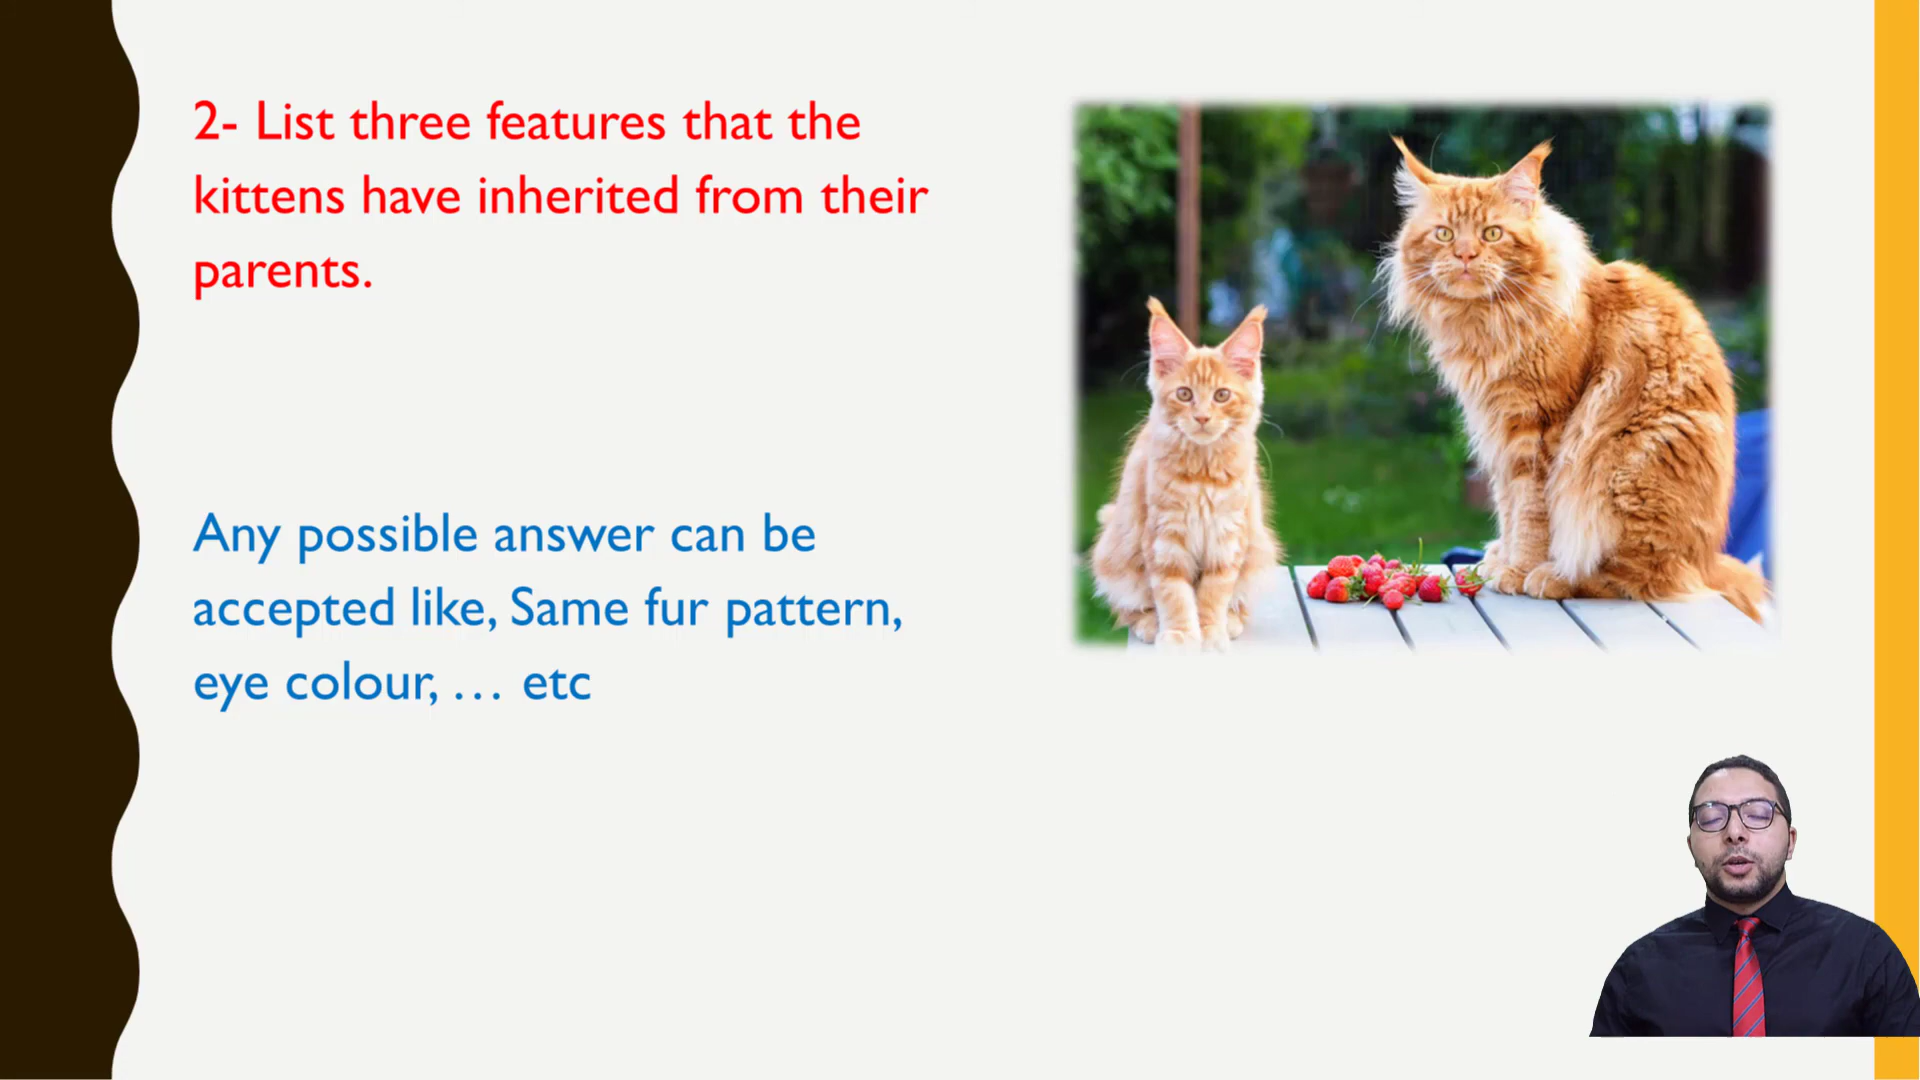 2- List three features that the
kittens have inherited from their
parents.
Any possible answer can be
accepted like, Same fur pattern,
eye colour, … etc